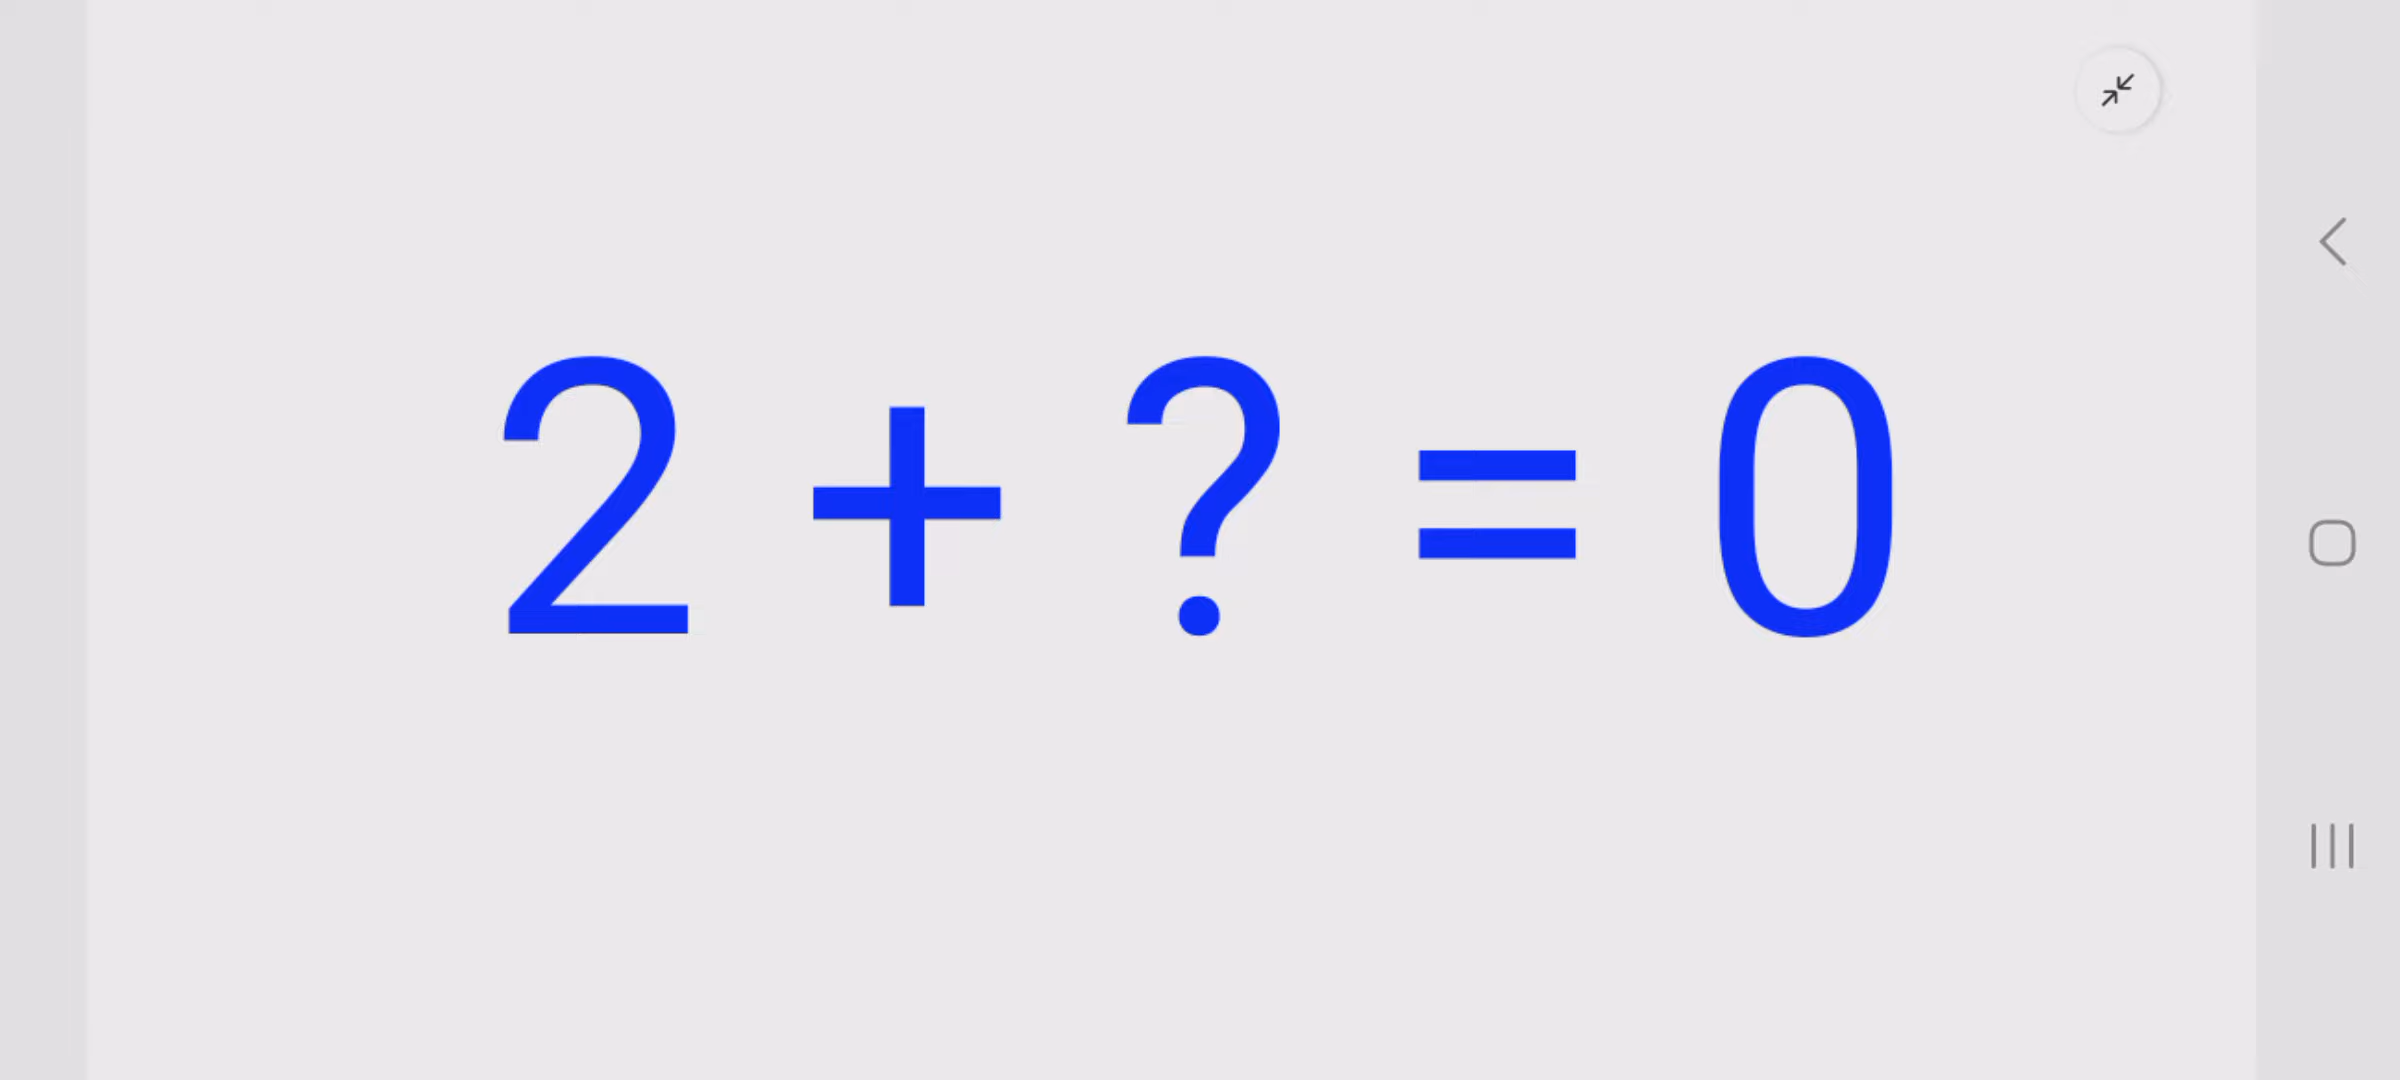 2 + ? = 0